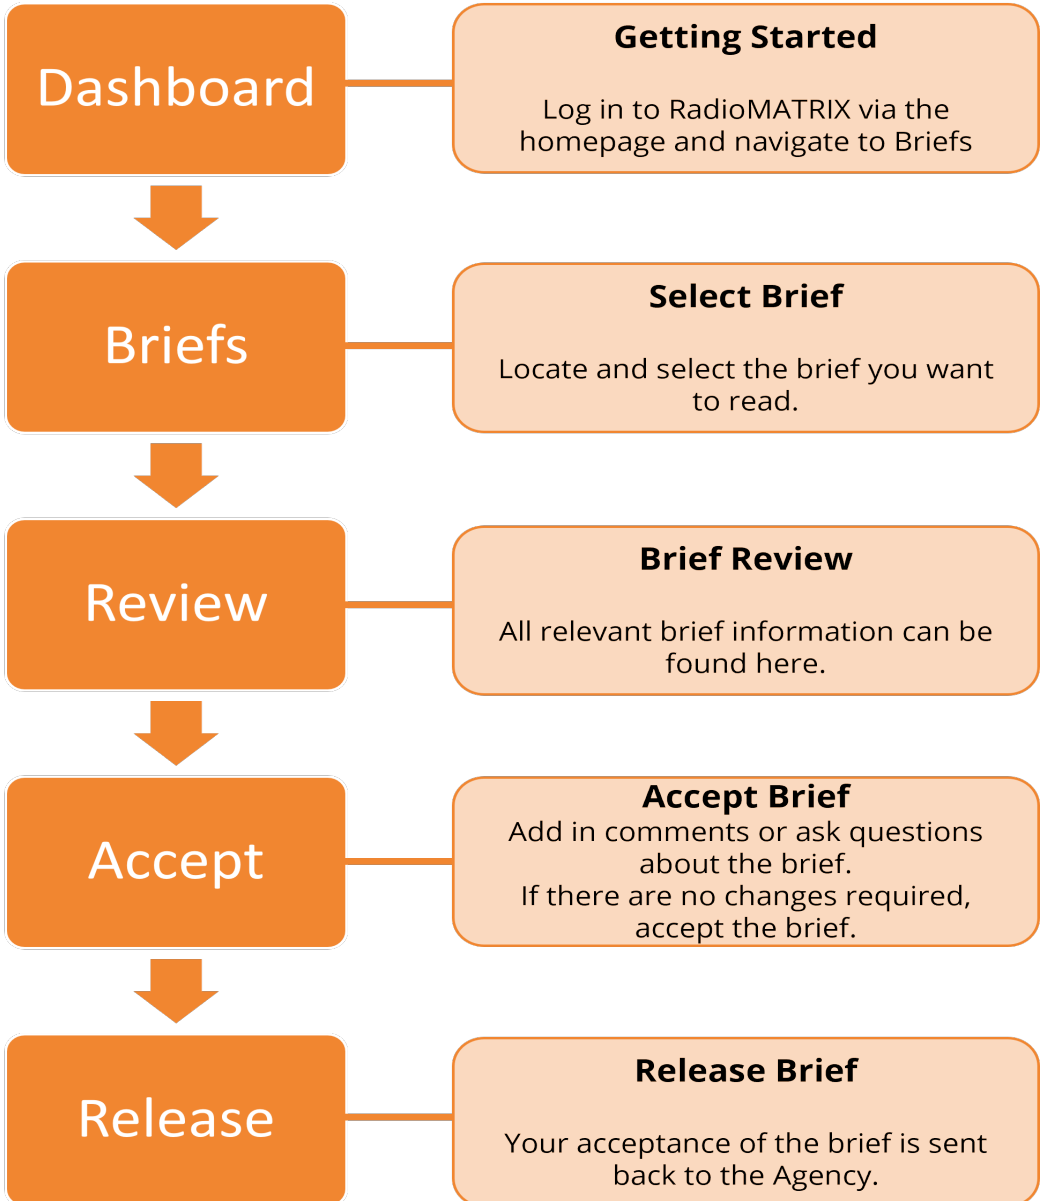 Dashboard
Getting Started
Log in to RadioMATRIX via the
homepage and navigate to Briefs
Briefs
Select Brief
Locate and select the brief you want
to read.
Review
Brief Review
All relevant brief information can be
found here.
Accept
Accept Brief
Add in comments or ask questions
about the brief.
If there are no changes required,
accept the brief.
Release
Release Brief
Your acceptance of the brief is sent
back to the Agency.